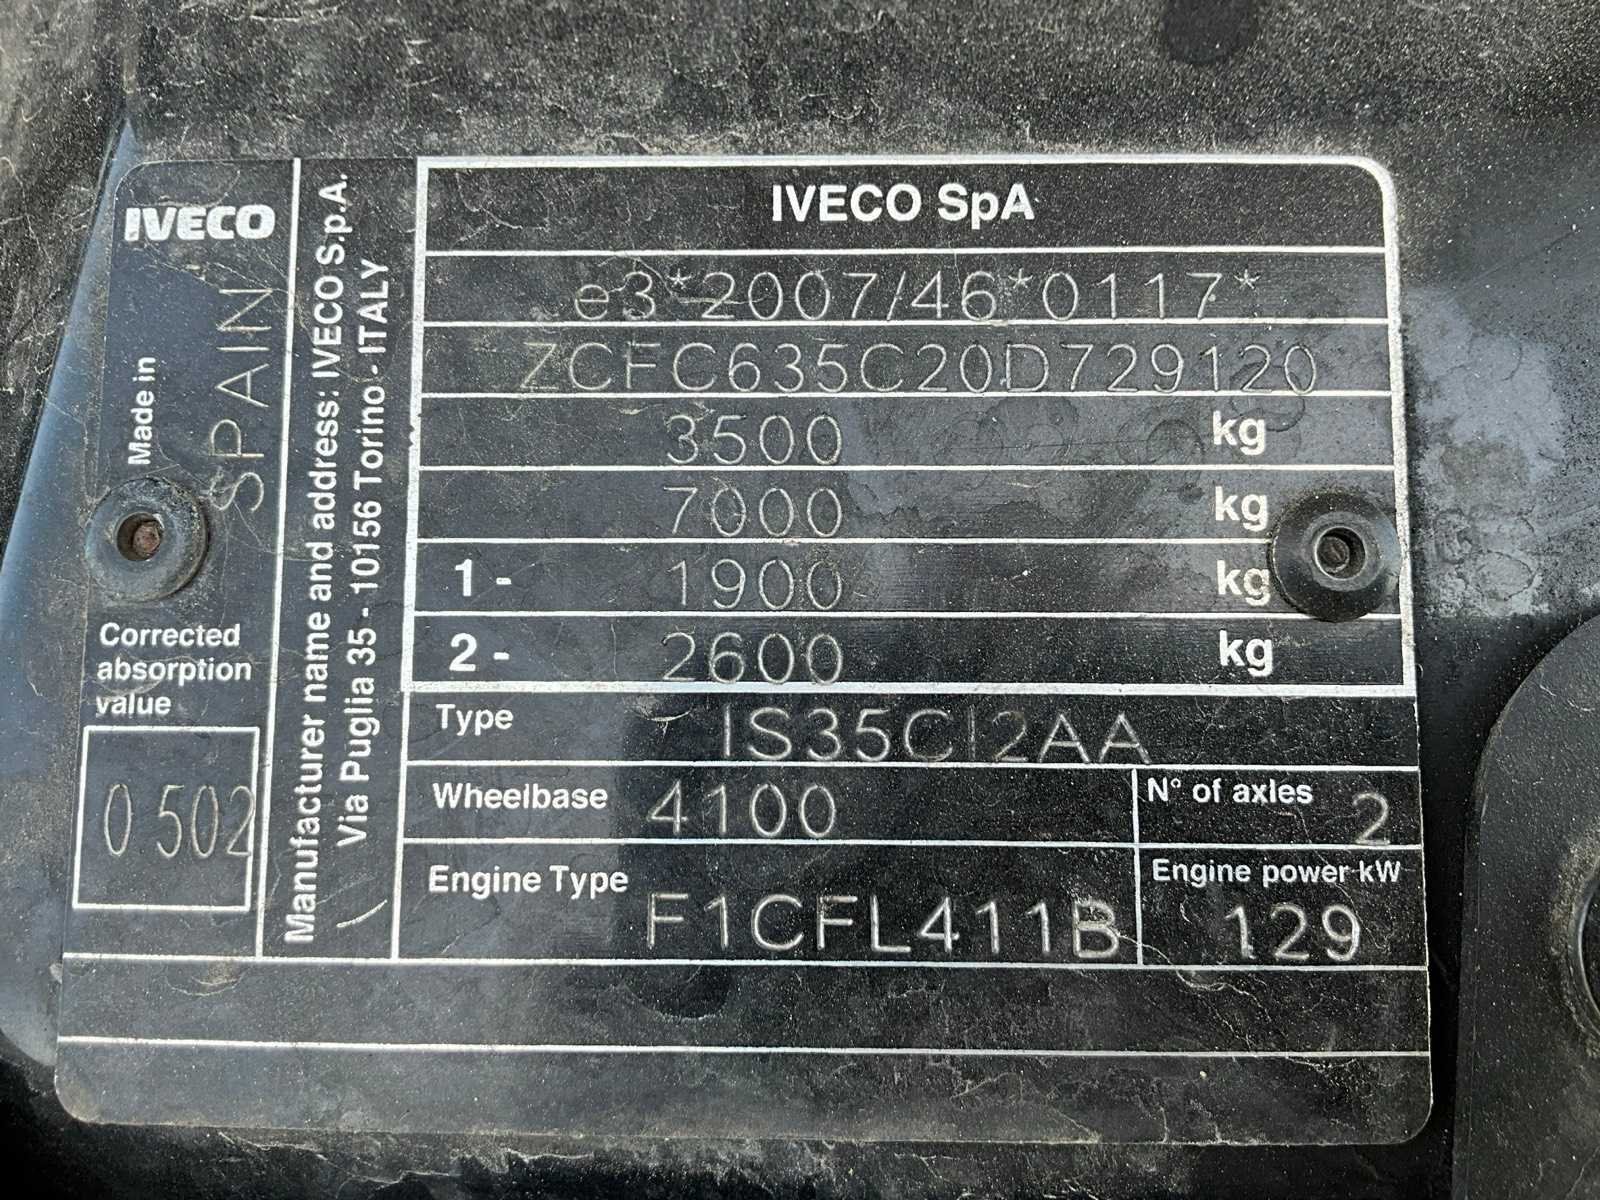 IVECO
Made in SPAIN
Corrected
absorption
value
0.502
Manufacturer name and address: IVECO S.p.A.
Via Puglia 35 - 10156 Torino - ITALY
IVECO SpA
e3*2007/46*0117*
ZCFC635C20D729120
3500 kg
7000 kg
1- 1900 kg
2- 2600 kg
Type IS35CI2AA
Wheelbase 4100
N° of axles 2
Engine Type F1CFL411B
Engine power kW 129